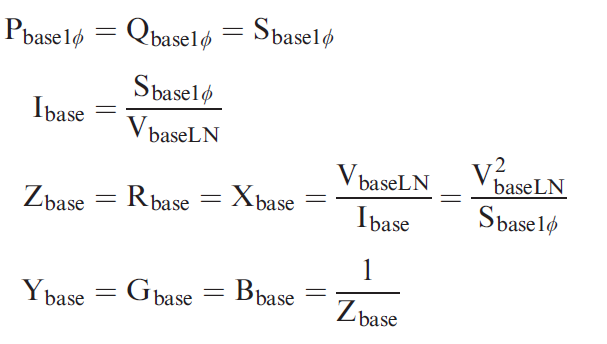 P_base1ϕ = Q_base1ϕ = S_base1ϕ
I_base = S_base1ϕ / V_baseLN
Z_base = R_base = X_base = V_baseLN / I_base = V²_baseLN / S_base1ϕ
Y_base = G_base = B_base = 1 / Z_base